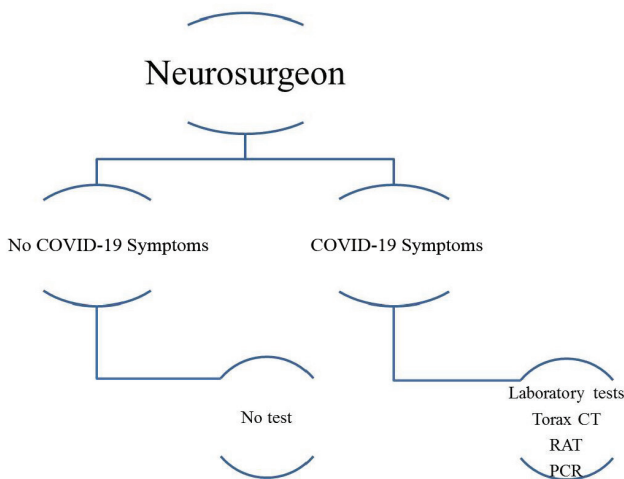 Neurosurgeon
No COVID-19 Symptoms
COVID-19 Symptoms
No test
Laboratory tests
Torax CT
RAT
PCR